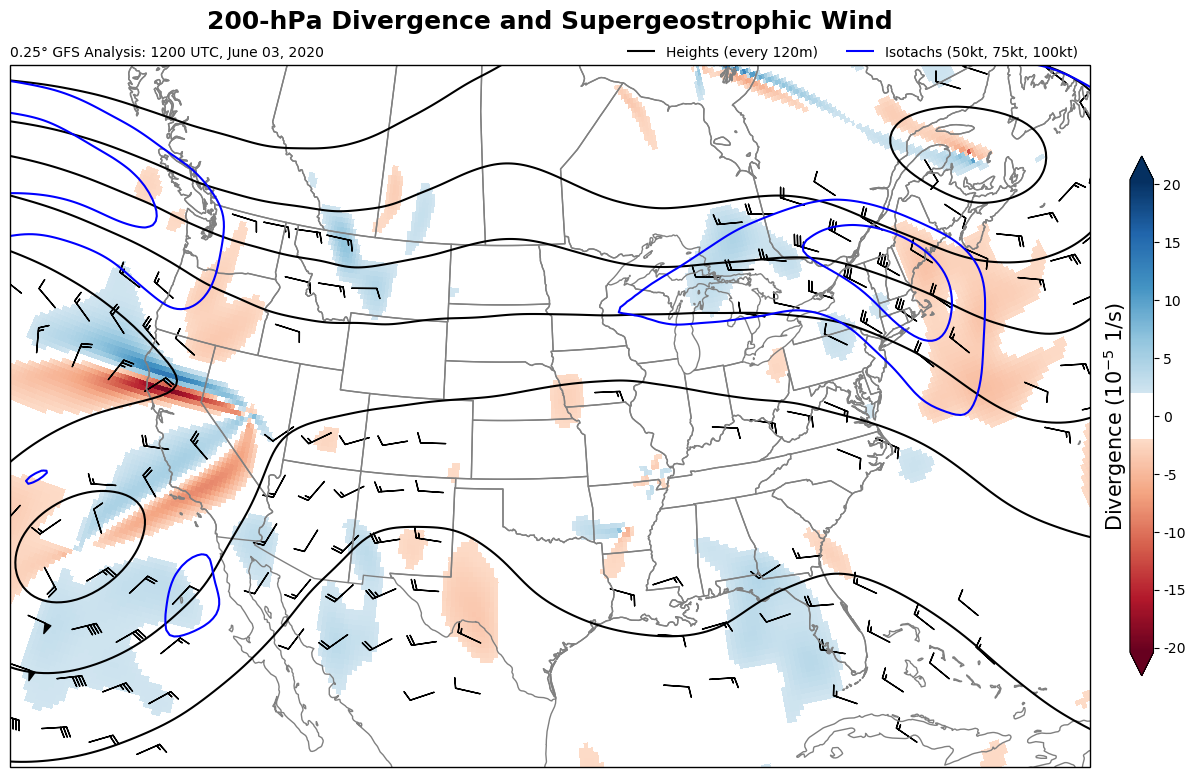 200-hPa Divergence and Supergeostrophic Wind
0.25° GFS Analysis: 1200 UTC, June 03, 2020
Heights (every 120m)
Isotachs (50kt, 75kt, 100kt)
20
15
10
5
0
-5
-10
-15
-20
Divergence (10⁻⁵ 1/s)